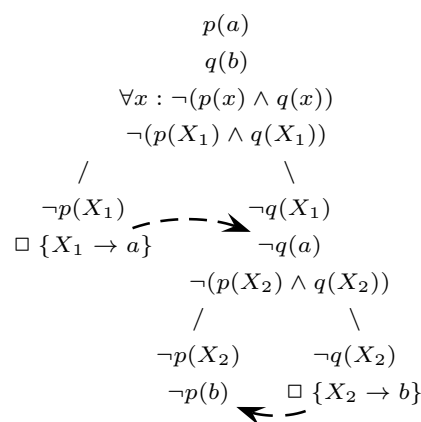 p(a)
q(b)
∀x : ¬(p(x) ∧ q(x))
¬(p(X₁) ∧ q(X₁))
/ \
¬p(X₁) ¬q(X₁)
□ {X₁ → a} ¬q(a)
¬(p(X₂) ∧ q(X₂))
/ \
¬p(X₂) ¬q(X₂)
¬p(b) □ {X₂ → b}